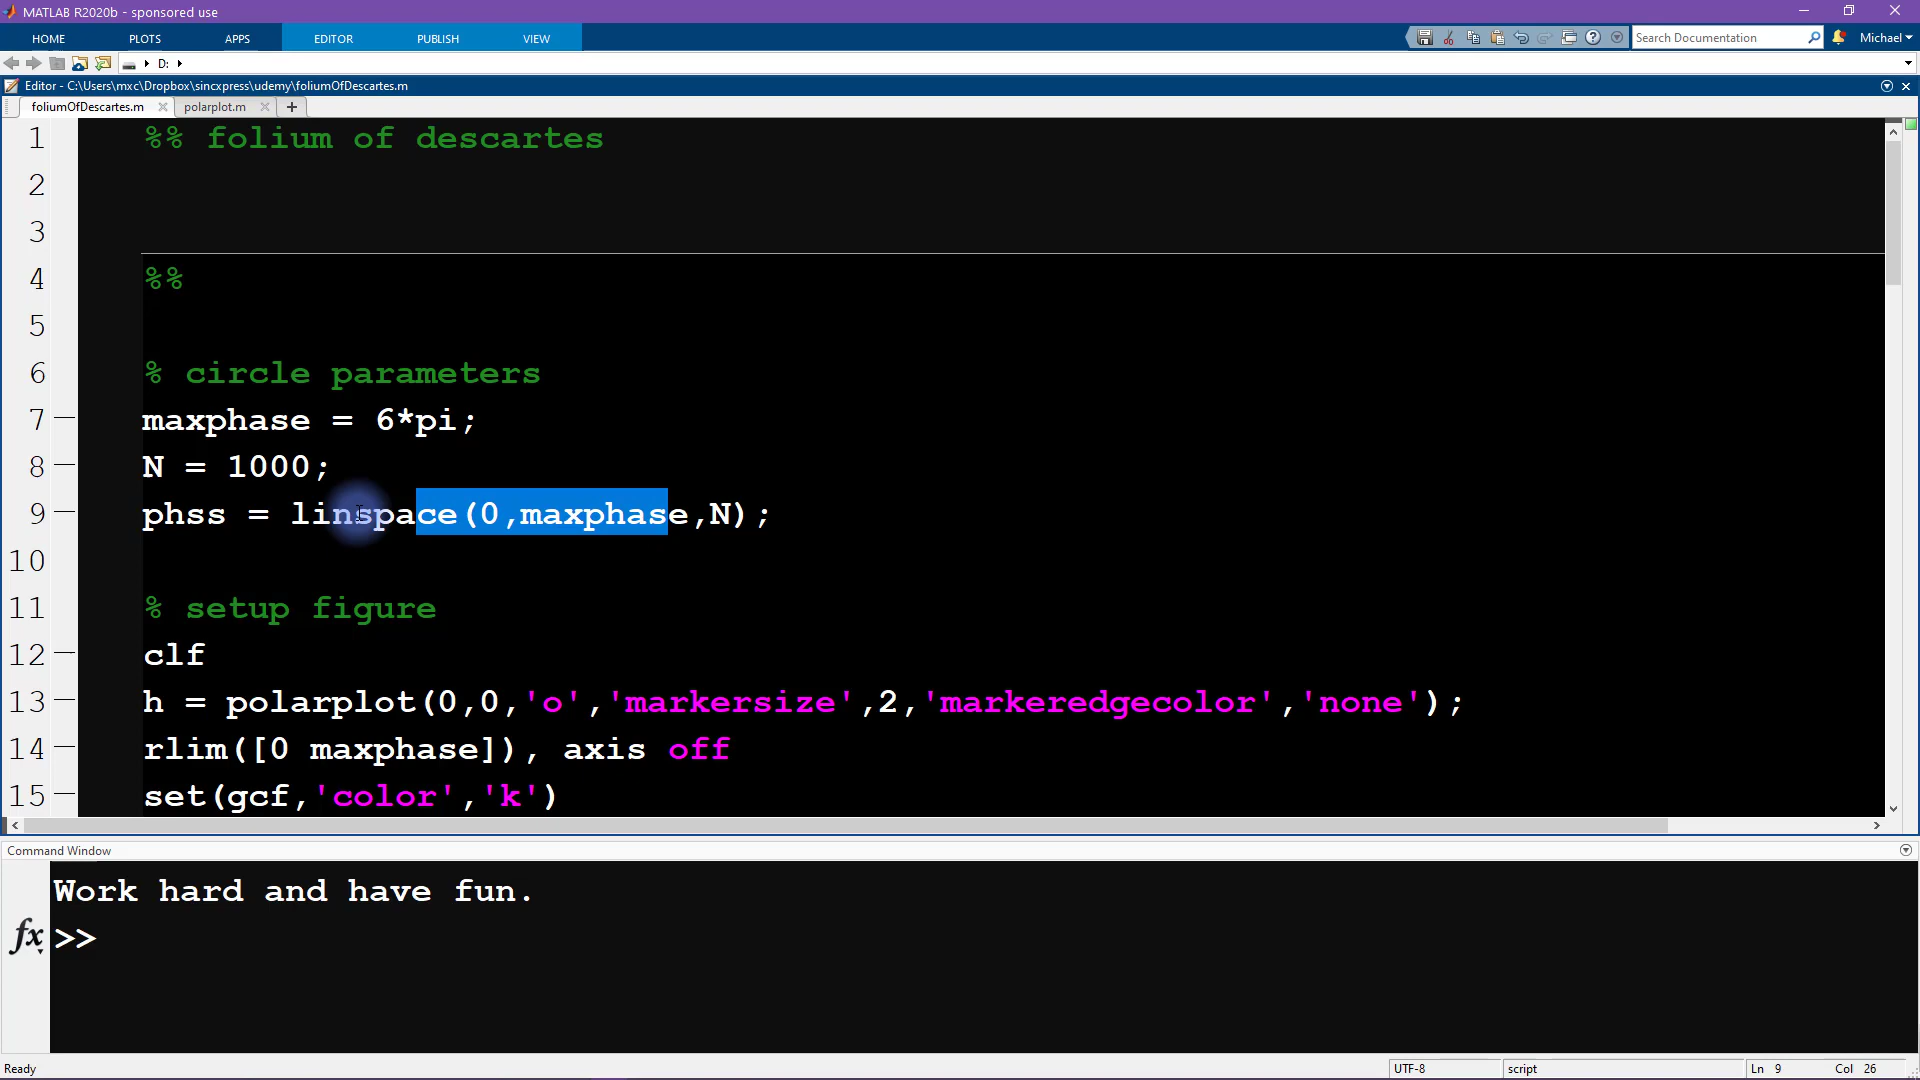 MATLAB R2020b - sponsored use
HOME PLOTS APPS EDITOR PUBLISH VIEW Search Documentation Michael
D:
Editor - C:\Users\mxc\Dropbox\sincxpress\udemy\foliumOfDescartes.m
foliumOfDescartes.m polarplot.m
1 %% folium of descartes
2
3
4 %%
5
6 % circle parameters
7 maxphase = 6*pi;
8 N = 1000;
9 phss = linspace(0,maxphase,N);
10
11 % setup figure
12 clf
13 h = polarplot(0,0,'o','markersize',2,'markeredgecolor','none');
14 rlim([0 maxphase]), axis off
15 set(gcf,'color','k')
Command Window
Work hard and have fun.
fx >>
Ready UTF-8 script Ln 9 Col 26